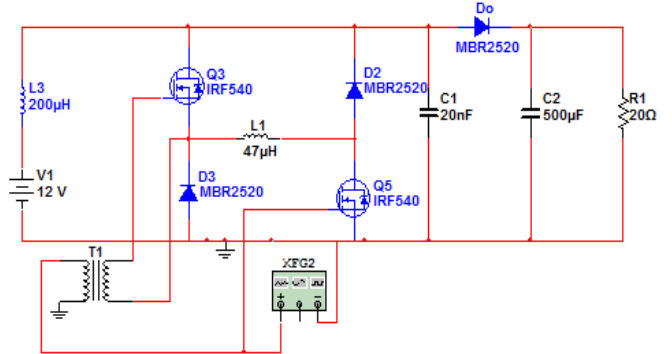 Do
MBR2520
L3
200µH
Q3
IRF540
D2
MBR2520
C1
20nF
C2
500µF
R1
20Ω
L1
47µH
V1
12 V
D3
MBR2520
Q5
IRF540
T1
XFG2